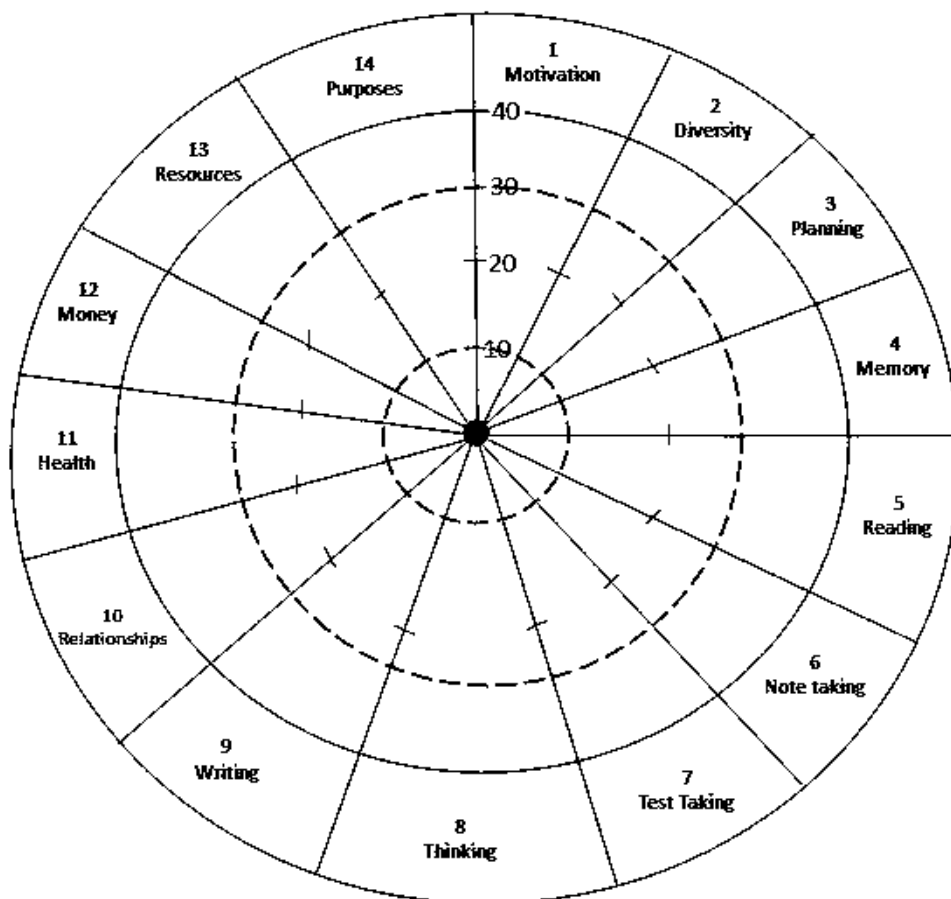 1
Motivation
2
Diversity
3
Planning
4
Memory
5
Reading
6
Note taking
7
Test Taking
8
Thinking
9
Writing
10
Relationships
11
Health
12
Money
13
Resources
14
Purposes
40
30
20
10